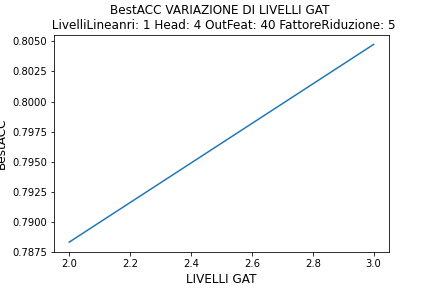 BestACC VARIAZIONE DI LIVELLI GAT
LivelliLineanri: 1 Head: 4 OutFeat: 40 FattoreRiduzione: 5
0.8050
0.8025
0.8000
0.7975
0.7950
0.7925
0.7900
0.7875
BestACC
2.0 2.2 2.4 2.6 2.8 3.0
LIVELLI GAT